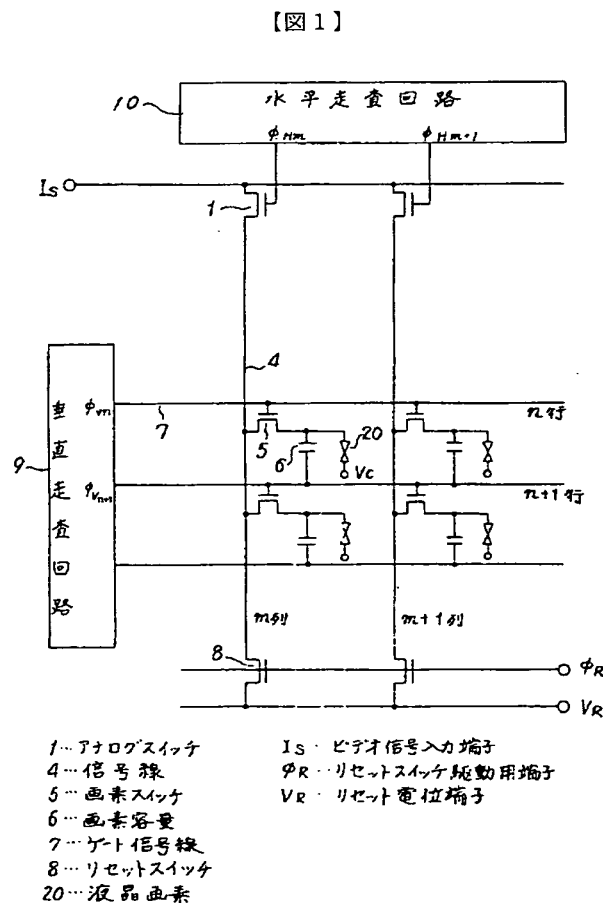 【図1】
水平走査回路
10
φHm
φHm+1
Is
1
4
垂直走査回路
9
φvn
7
n行
5
6
20
Vc
φVn+1
n+1行
m列
m+1列
8
φR
VR
1…アナログスイッチ
4…信号線
5…画素スイッチ
6…画素容量
7…ゲート信号線
8…リセットスイッチ
20…液晶画素
Is・ビデオ信号入力端子
φR・・リセットスイッチ駆動用端子
VR・・リセット電位端子